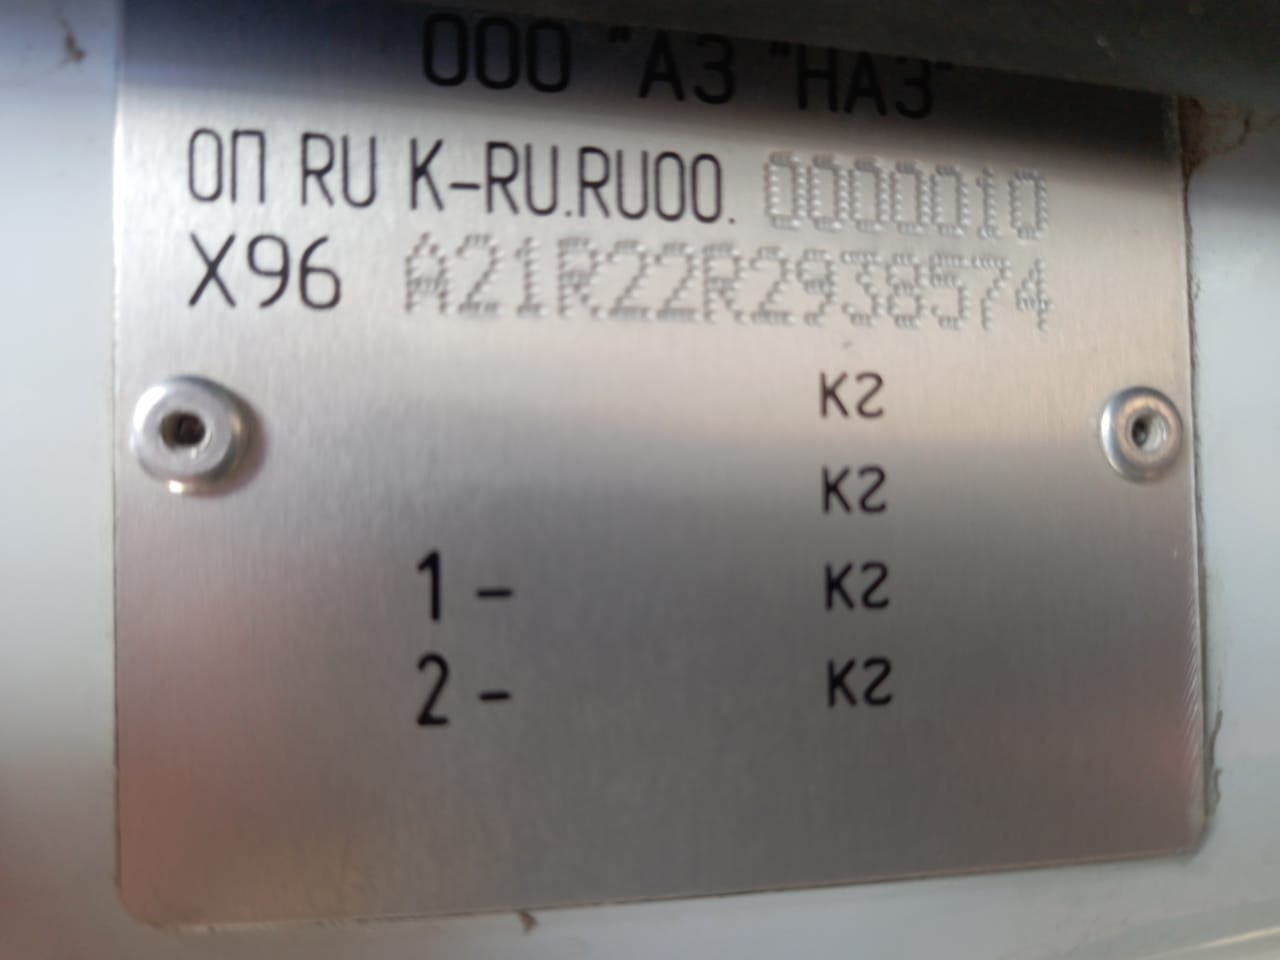 ООО "АЗ "НАЗ"
ОП RU К-RU.RU00. 0000010
X96 A21R22R2938574
кг
кг
1 - кг
2 - кг